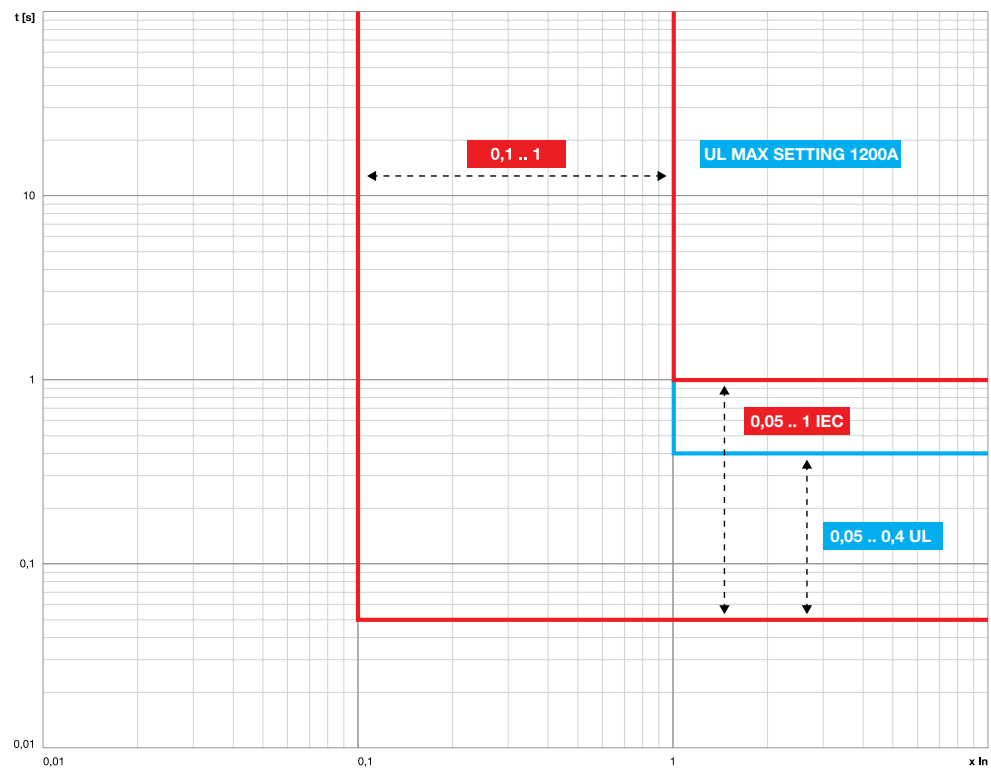 t [s]
0,1 .. 1
UL MAX SETTING 1200A
10
1
0,05 .. 1 IEC
0,05 .. 0,4 UL
0,1
0,01
0,01
0,1
1
x In